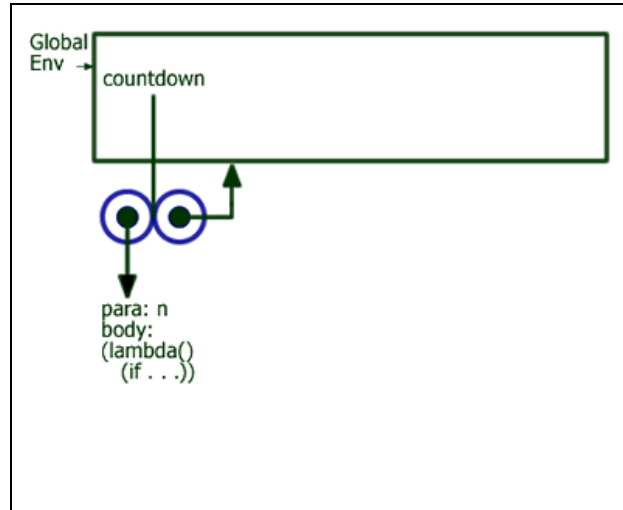 Global
Env
countdown
para: n
body:
(lambda()
(if . . .))